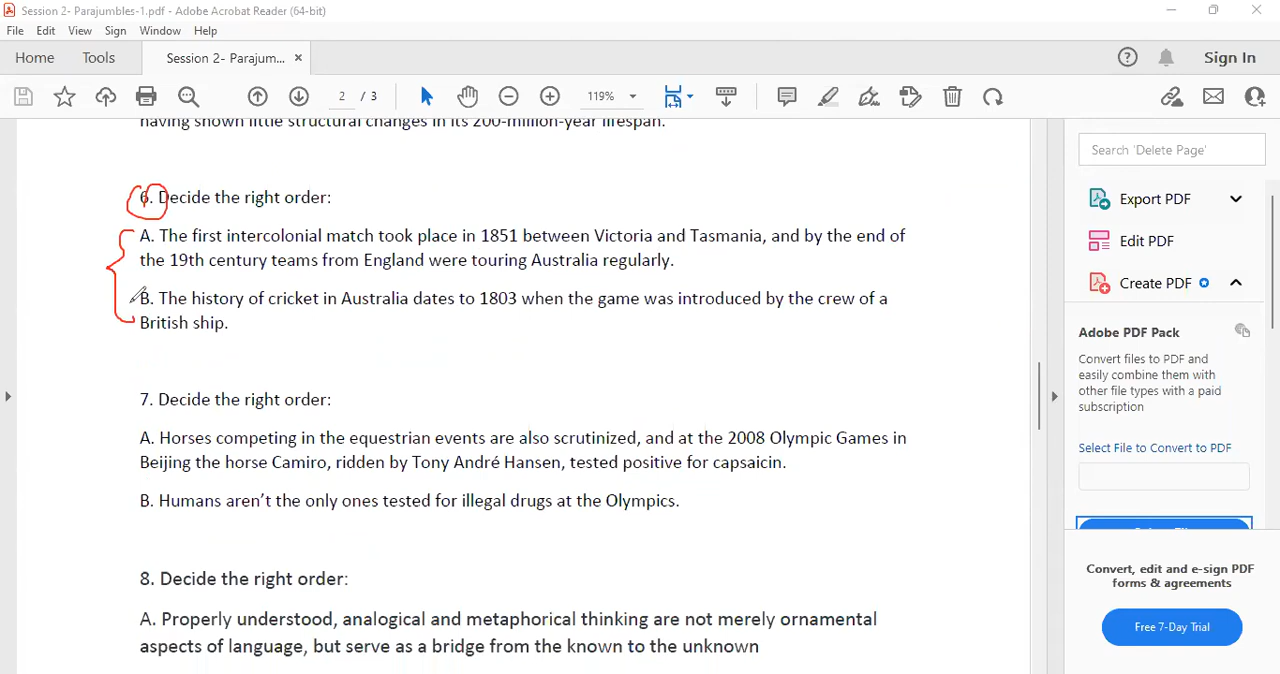 Session 2- Parajumbles-1.pdf - Adobe Acrobat Reader (64-bit)
File Edit View Sign Window Help
Home Tools Session 2- Parajum... × Sign In
2 / 3 119%
having shown little structural changes in its 200-million-year lifespan.
6. Decide the right order:
A. The first intercolonial match took place in 1851 between Victoria and Tasmania, and by the end of
the 19th century teams from England were touring Australia regularly.
B. The history of cricket in Australia dates to 1803 when the game was introduced by the crew of a
British ship.
7. Decide the right order:
A. Horses competing in the equestrian events are also scrutinized, and at the 2008 Olympic Games in
Beijing the horse Camiro, ridden by Tony André Hansen, tested positive for capsaicin.
B. Humans aren’t the only ones tested for illegal drugs at the Olympics.
8. Decide the right order:
A. Properly understood, analogical and metaphorical thinking are not merely ornamental
aspects of language, but serve as a bridge from the known to the unknown
Search 'Delete Page'
Export PDF
Edit PDF
Create PDF
Adobe PDF Pack
Convert files to PDF and
easily combine them with
other file types with a paid
subscription
Select File to Convert to PDF
Convert, edit and e-sign PDF
forms & agreements
Free 7-Day Trial